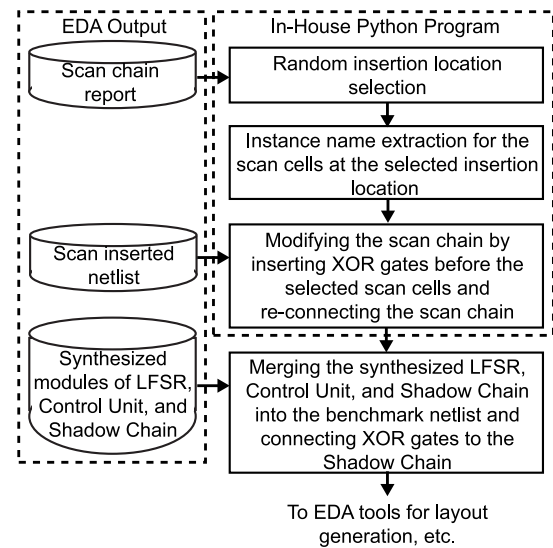 EDA Output
In-House Python Program
Scan chain
report
Random insertion location
selection
Instance name extraction for the
scan cells at the selected insertion
location
Scan inserted
netlist
Modifying the scan chain by
inserting XOR gates before the
selected scan cells and
re-connecting the scan chain
Synthesized
modules of LFSR,
Control Unit, and
Shadow Chain
Merging the synthesized LFSR,
Control Unit, and Shadow Chain
into the benchmark netlist and
connecting XOR gates to the
Shadow Chain
To EDA tools for layout
generation, etc.